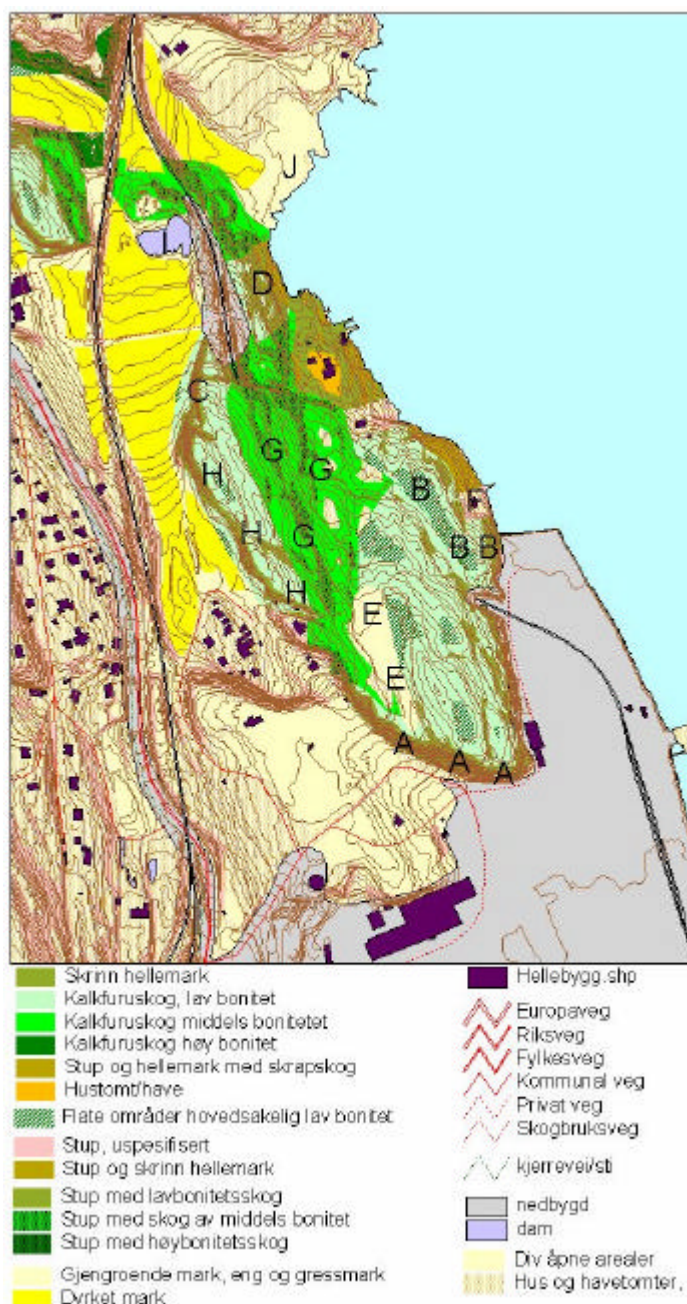 J
I
D
C
G
G
H
B
F
G
B
B
H
H
E
E
A
A
A
Skrinn hellemark
Kalkfuruskog, lav bonitet
Kalkfuruskog middels bonitetet
Kalkfuruskog høy bonitet
Stup og hellemark med skrapskog
Hustomt/have
Flate områder hovedsakelig lav bonitet
Stup, uspesifisert
Stup og skrinn hellemark
Stup med lavbonitetsskog
Stup med skog av middels bonitet
Stup med høybonitetsskog
Gjengroende mark, eng og gressmark
Dyrket mark
Hellebygg.shp
Europaveg
Riksveg
Fylkesveg
Kommunal veg
Privat veg
Skogbruksveg
kjerrevei/sti
nedbygd
dam
Div åpne arealer
Hus og havetomter,